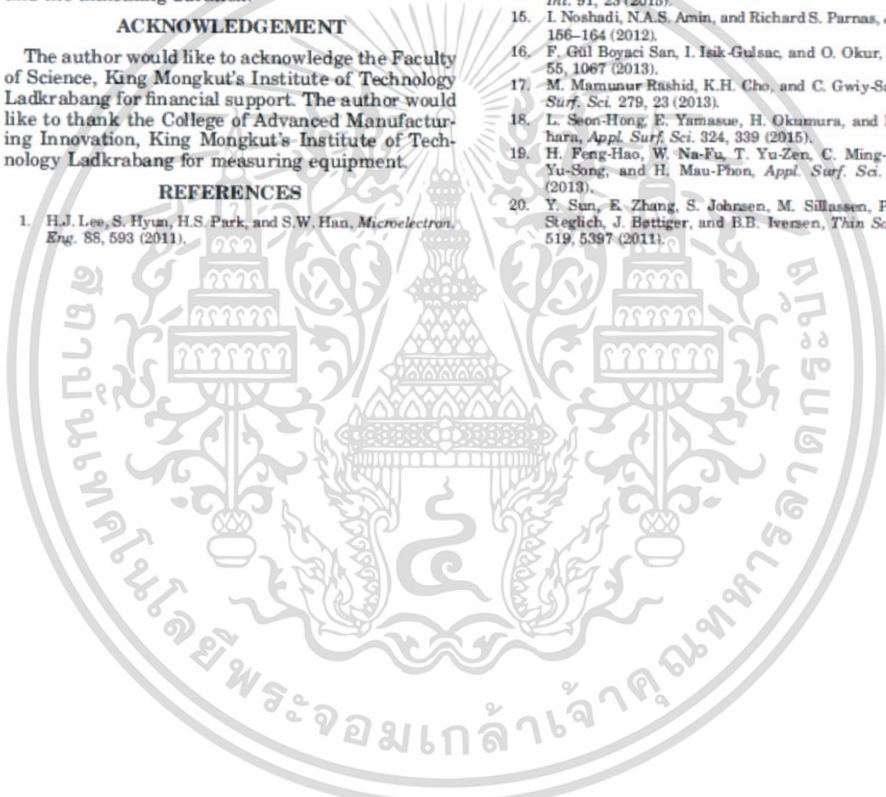 ACKNOWLEDGEMENT
The author would like to acknowledge the Faculty
of Science, King Mongkut's Institute of Technology
Ladkrabang for financial support. The author would
like to thank the College of Advanced Manufactur-
ing Innovation, King Mongkut's Institute of Tech-
nology Ladkrabang for measuring equipment.
REFERENCES
1. H.J. Lee, S. Hyun, H.S. Park, and S.W. Han, Microelectron.
Eng. 88, 593 (2011).
Int. 91, 23 (2015).
15. I. Noshadi, N.A.S. Amin, and Richard S. Parnas,
156–164 (2012).
16. F. Gül Boyaci San, I. Isik-Gulsac, and O. Okur,
55, 1067 (2013).
17. M. Mamunur Rashid, K.H. Cho, and C. Gwiy-Sa
Surf. Sci. 279, 23 (2013).
18. L. Seon-Hong, E. Yamasue, H. Okumura, and
hara, Appl. Surf. Sci. 324, 339 (2015).
19. H. Feng-Hao, W. Na-Fu, T. Yu-Zen, C. Ming-
Yu-Song, and H. Mau-Phon, Appl. Surf. Sci.
(2013).
20. Y. Sun, E. Zhang, S. Johnsen, M. Sillassen, P
Steglich, J. Bøttiger, and B.B. Iversen, Thin So
519, 5397 (2011).
สถาบันเทคโนโลยีพระจอมเกล้าเจ้าคุณทหารลาดกระบัง